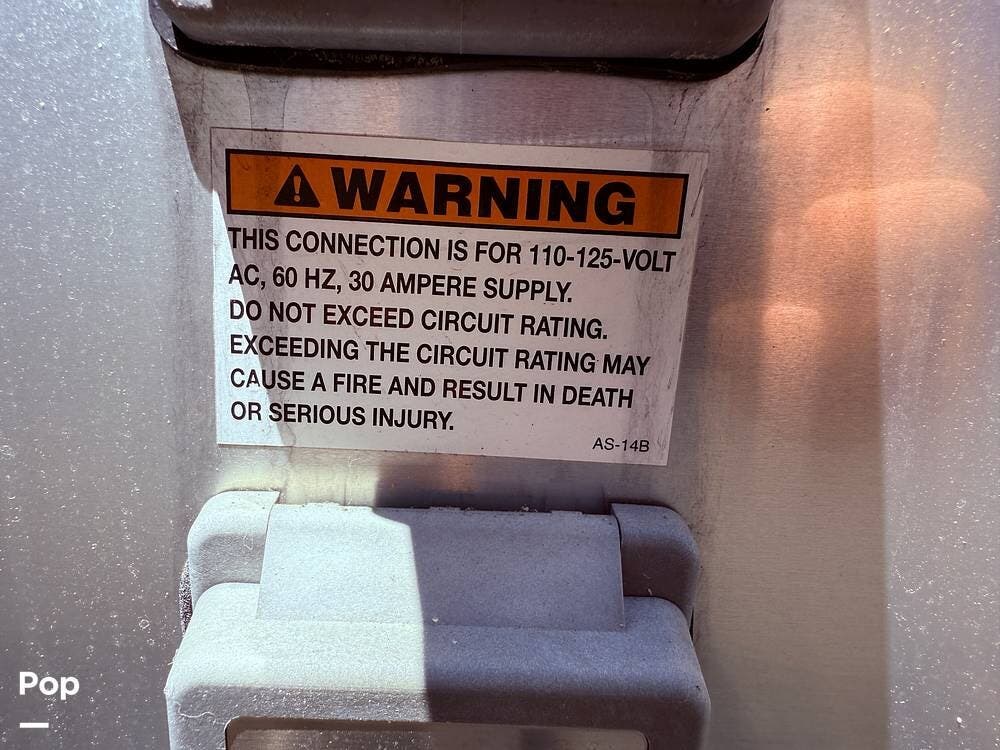 WARNING
THIS CONNECTION IS FOR 110-125-VOLT
AC, 60 HZ, 30 AMPERE SUPPLY.
DO NOT EXCEED CIRCUIT RATING.
EXCEEDING THE CIRCUIT RATING MAY
CAUSE A FIRE AND RESULT IN DEATH
OR SERIOUS INJURY.
AS-14B
Pop